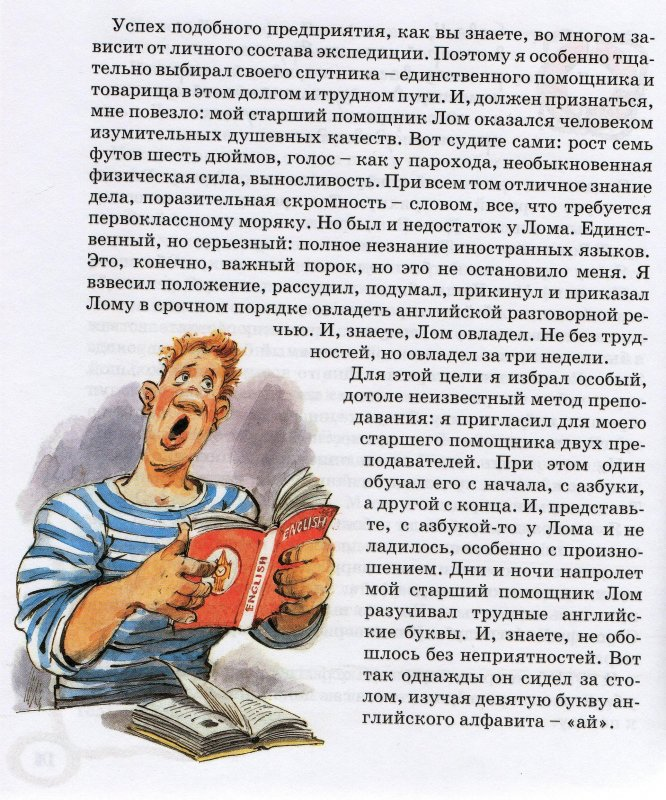 Успех подобного предприятия, как вы знаете, во многом за-
висит от личного состава экспедиции. Поэтому я особенно тща-
тельно выбирал своего спутника – единственного помощника и
товарища в этом долгом и трудном пути. И, должен признаться,
мне повезло: мой старший помощник Лом оказался человеком
изумительных душевных качеств. Вот судите сами: рост семь
футов шесть дюймов, голос – как у парохода, необыкновенная
физическая сила, выносливость. При всем том отличное знание
дела, поразительная скромность – словом, все, что требуется
первоклассному моряку. Но был и недостаток у Лома. Единст-
венный, но серьезный: полное незнание иностранных языков.
Это, конечно, важный порок, но это не остановило меня. Я
взвесил положение, рассудил, подумал, прикинул и приказал
Лому в срочном порядке овладеть английской разговорной ре-
чью. И, знаете, Лом овладел. Не без труд-
ностей, но овладел за три недели.
Для этой цели я избрал особый,
дотоле неизвестный метод препо-
давания: я пригласил для моего
старшего помощника двух пре-
подавателей. При этом один
обучал его с начала, с азбуки,
а другой с конца. И, представь-
те, с азбукой-то у Лома и не
ладилось, особенно с произно-
шением. Дни и ночи напролет
мой старший помощник Лом
разучивал трудные английс-
кие буквы. И, знаете, не обо-
шлось без неприятностей. Вот
так однажды он сидел за сто-
лом, изучая девятую букву ан-
глийского алфавита – «ай».
ENGLISH
ENGLISH